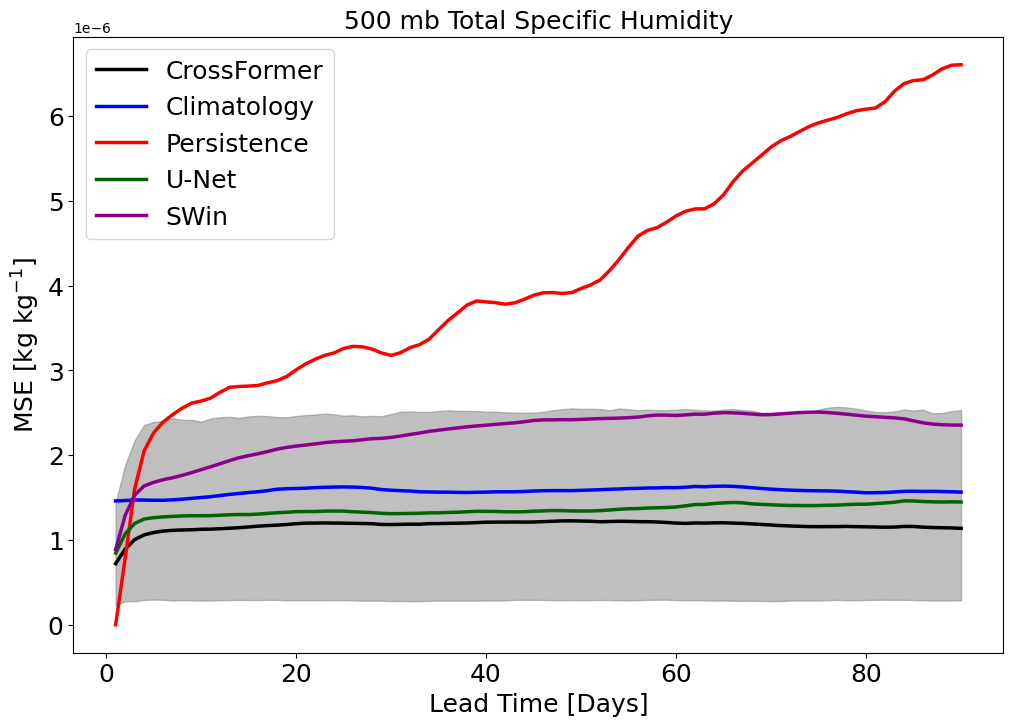 500 mb Total Specific Humidity
1e−6
CrossFormer
Climatology
Persistence
U-Net
SWin
6
5
4
3
2
1
0
MSE [kg kg⁻¹]
0 20 40 60 80
Lead Time [Days]